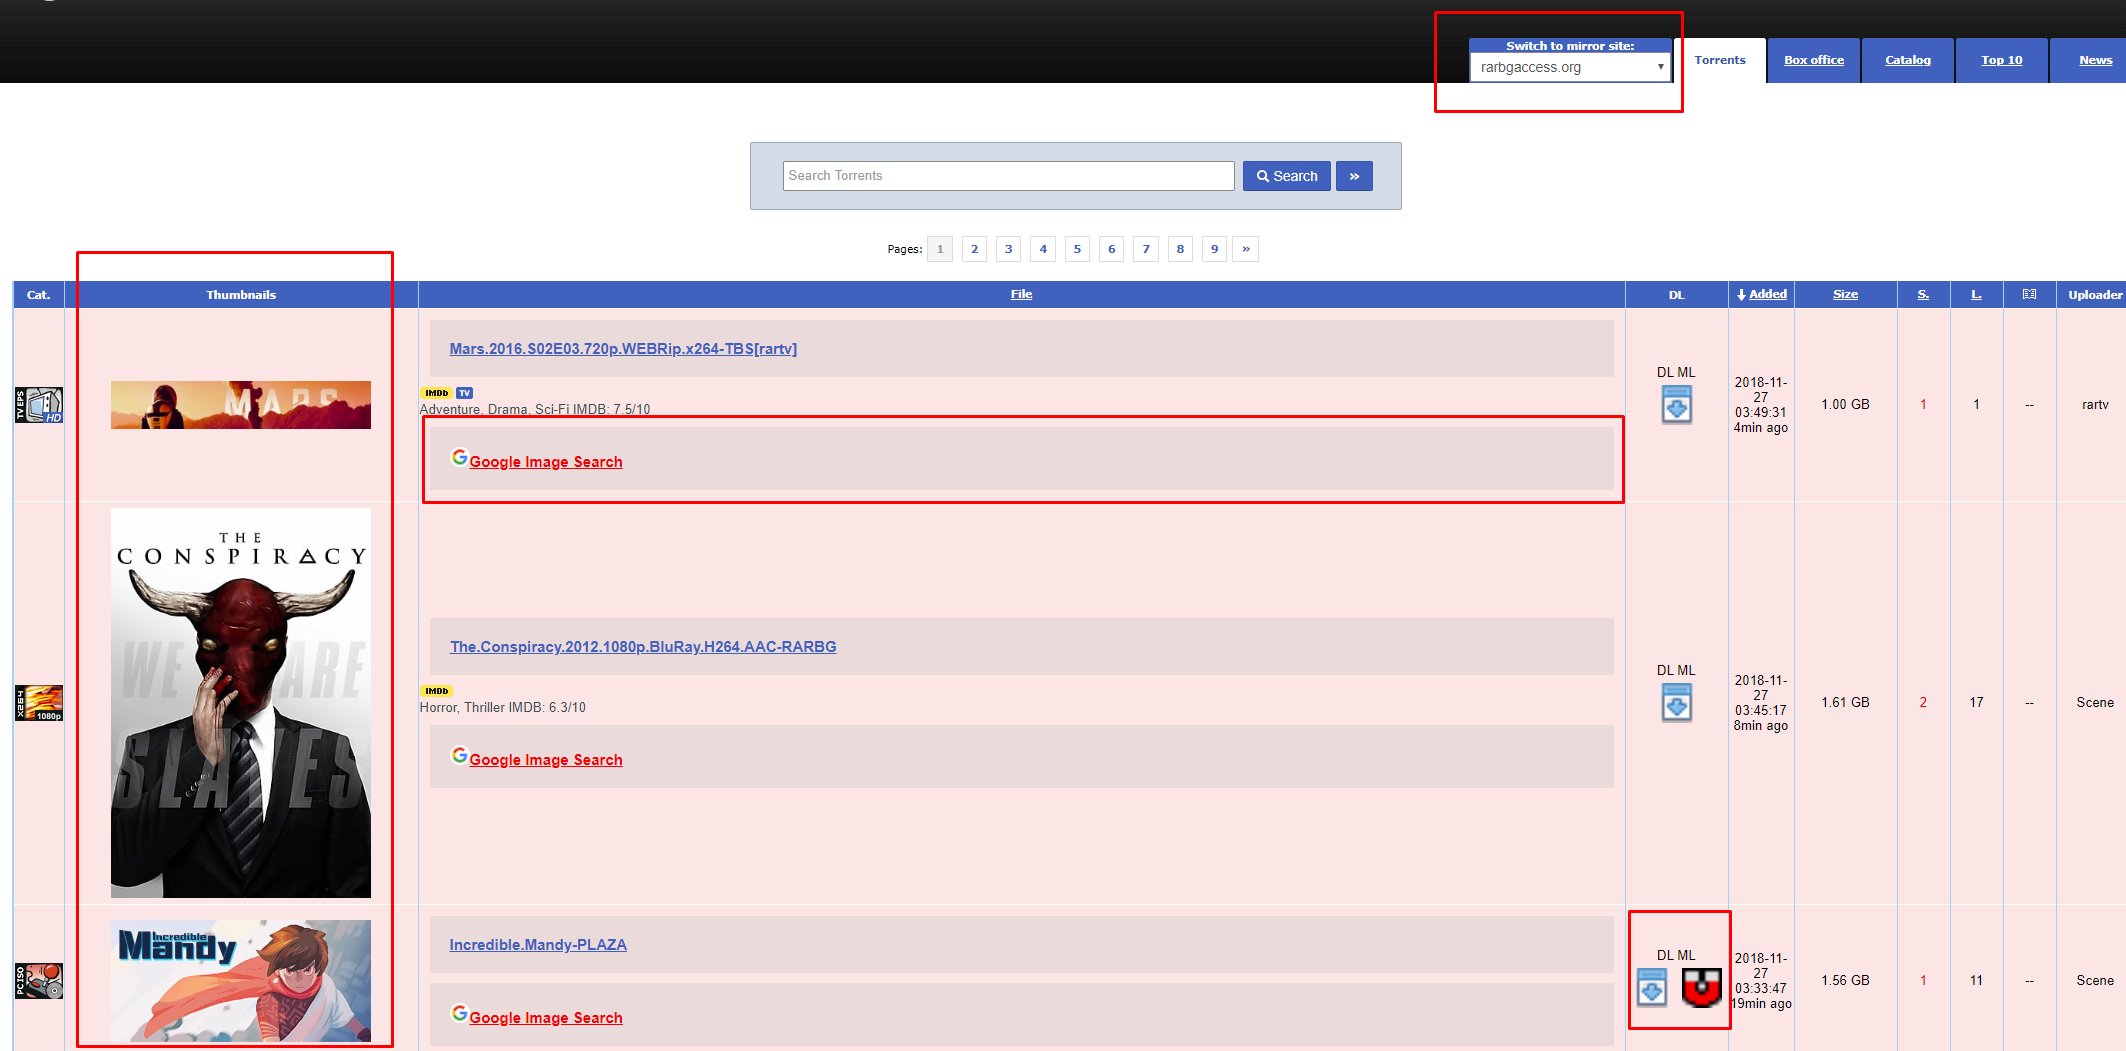 Switch to mirror site:
rarbgaccess.org
Torrents
Box office
Catalog
Top 10
News
Search Torrents
Search
»
Pages: 1 2 3 4 5 6 7 8 9 »
Cat. Thumbnails File DL Added Size S. L. Uploader
TV EPS
HD
MARS
Mars.2016.S02E03.720p.WEBRip.x264-TBS[rartv]
IMDb TV
Adventure, Drama, Sci-Fi IMDB: 7.5/10
Google Image Search
DL ML
2018-11-
27
03:49:31
4min ago
1.00 GB
1
1
--
rartv
X264
1080p
THE
CONSPIRACY
WE ARE
SLAVES
The.Conspiracy.2012.1080p.BluRay.H264.AAC-RARBG
IMDb
Horror, Thriller IMDB: 6.3/10
Google Image Search
DL ML
2018-11-
27
03:45:17
8min ago
1.61 GB
2
17
--
Scene
PC ISO
Incredible
Mandy
Incredible.Mandy-PLAZA
Google Image Search
DL ML
2018-11-
27
03:33:47
19min ago
1.56 GB
1
11
--
Scene